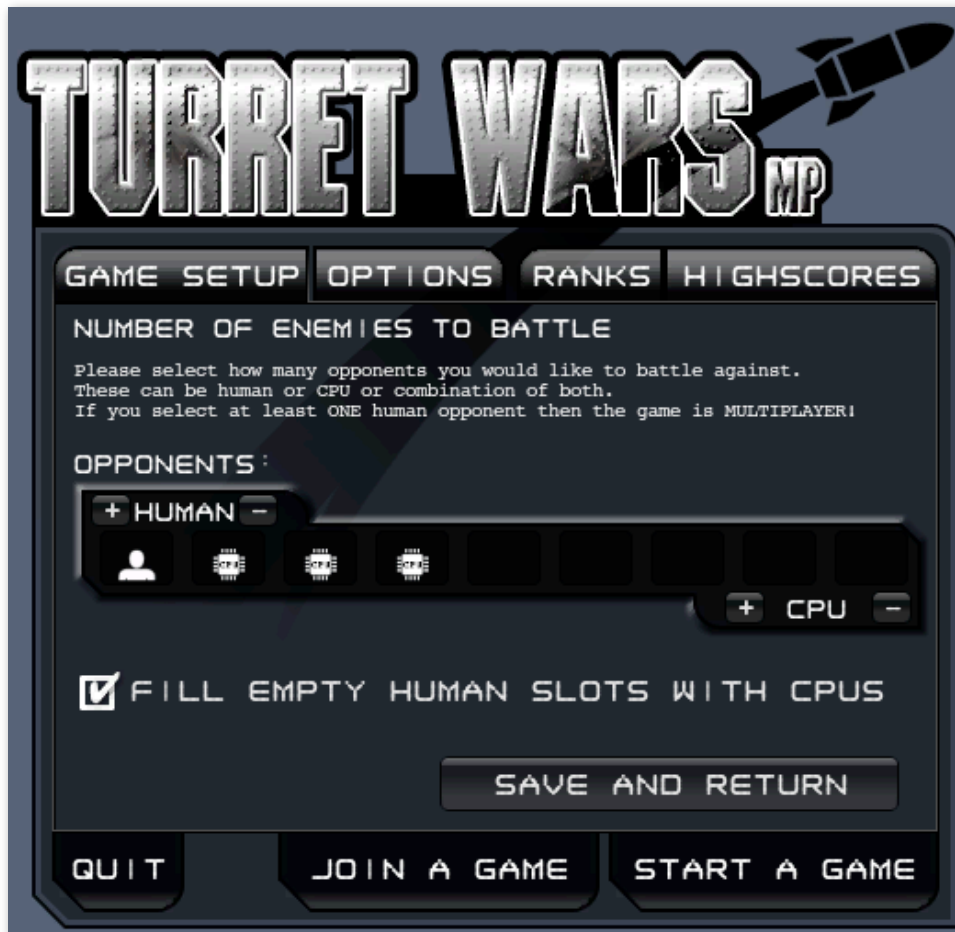 TURRET WARS MP
GAME SETUP OPTIONS RANKS HIGHSCORES
NUMBER OF ENEMIES TO BATTLE
Please select how many opponents you would like to battle against.
These can be human or CPU or combination of both.
If you select at least ONE human opponent then the game is MULTIPLAYER!
OPPONENTS:
+ HUMAN -
CPU CPU CPU
+ CPU -
FILL EMPTY HUMAN SLOTS WITH CPUS
SAVE AND RETURN
QUIT JOIN A GAME START A GAME